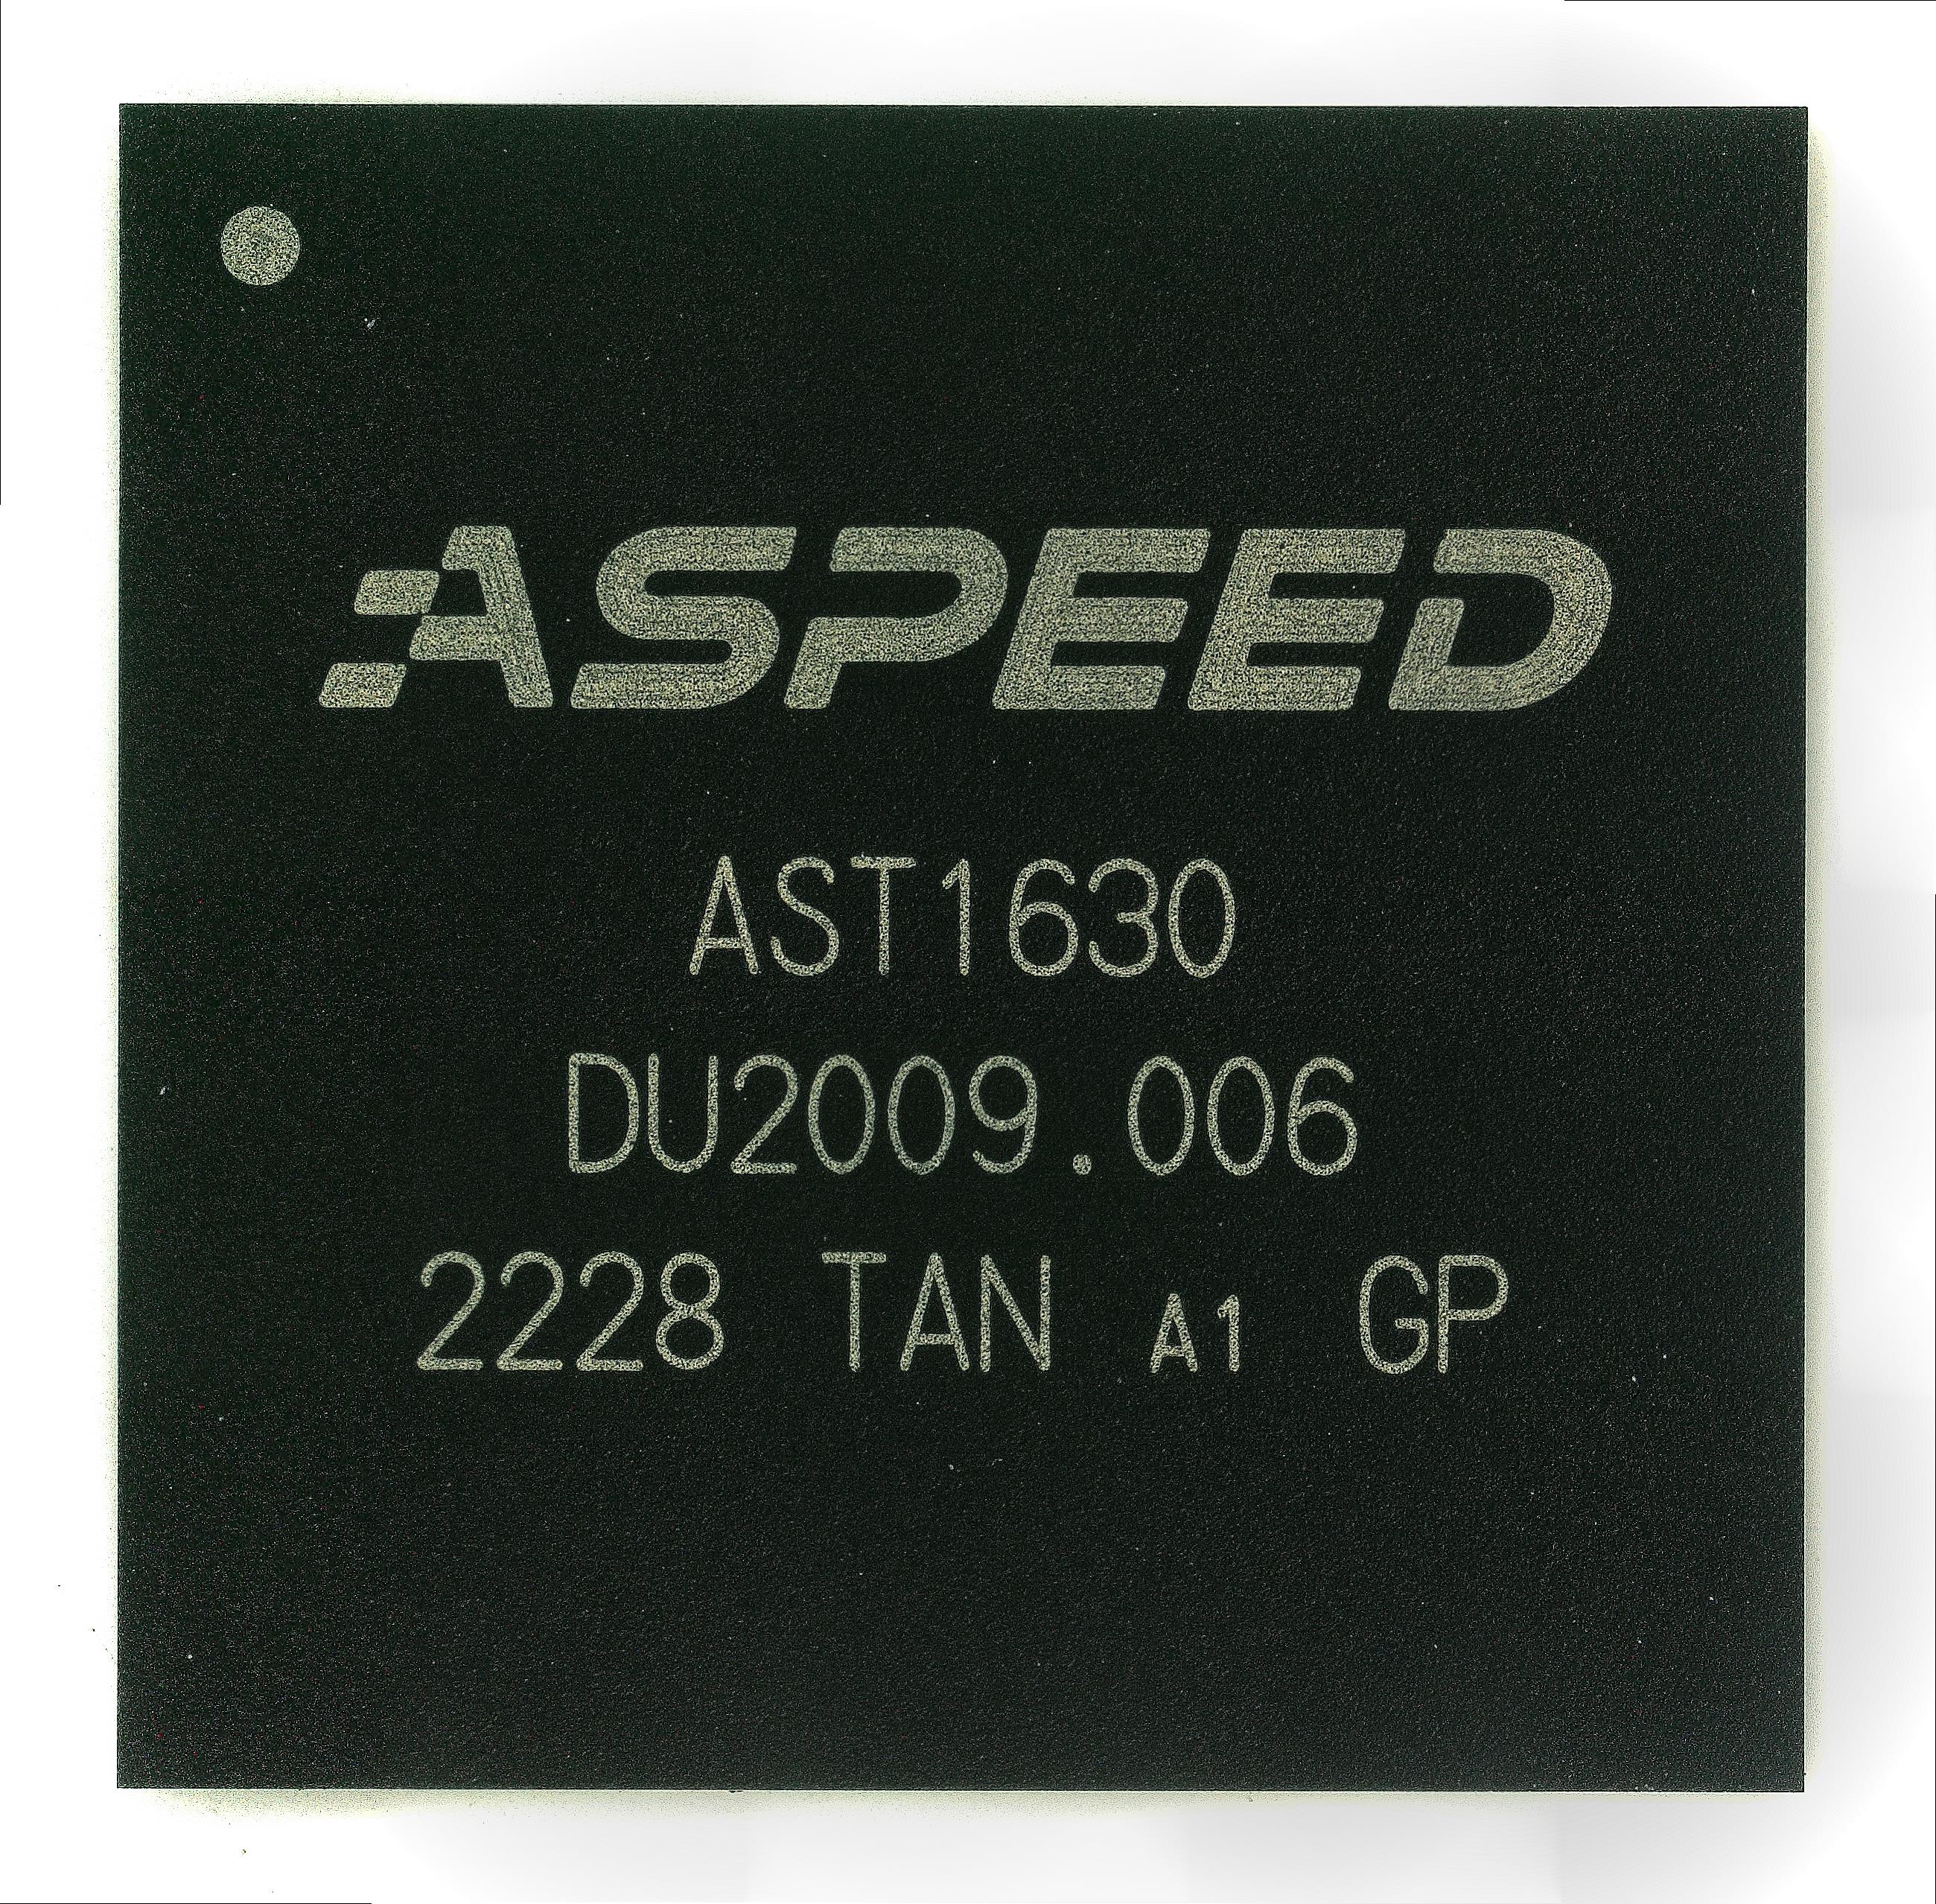 ASPEED
AST1630
DU2009.006
2228 TAN A1 GP